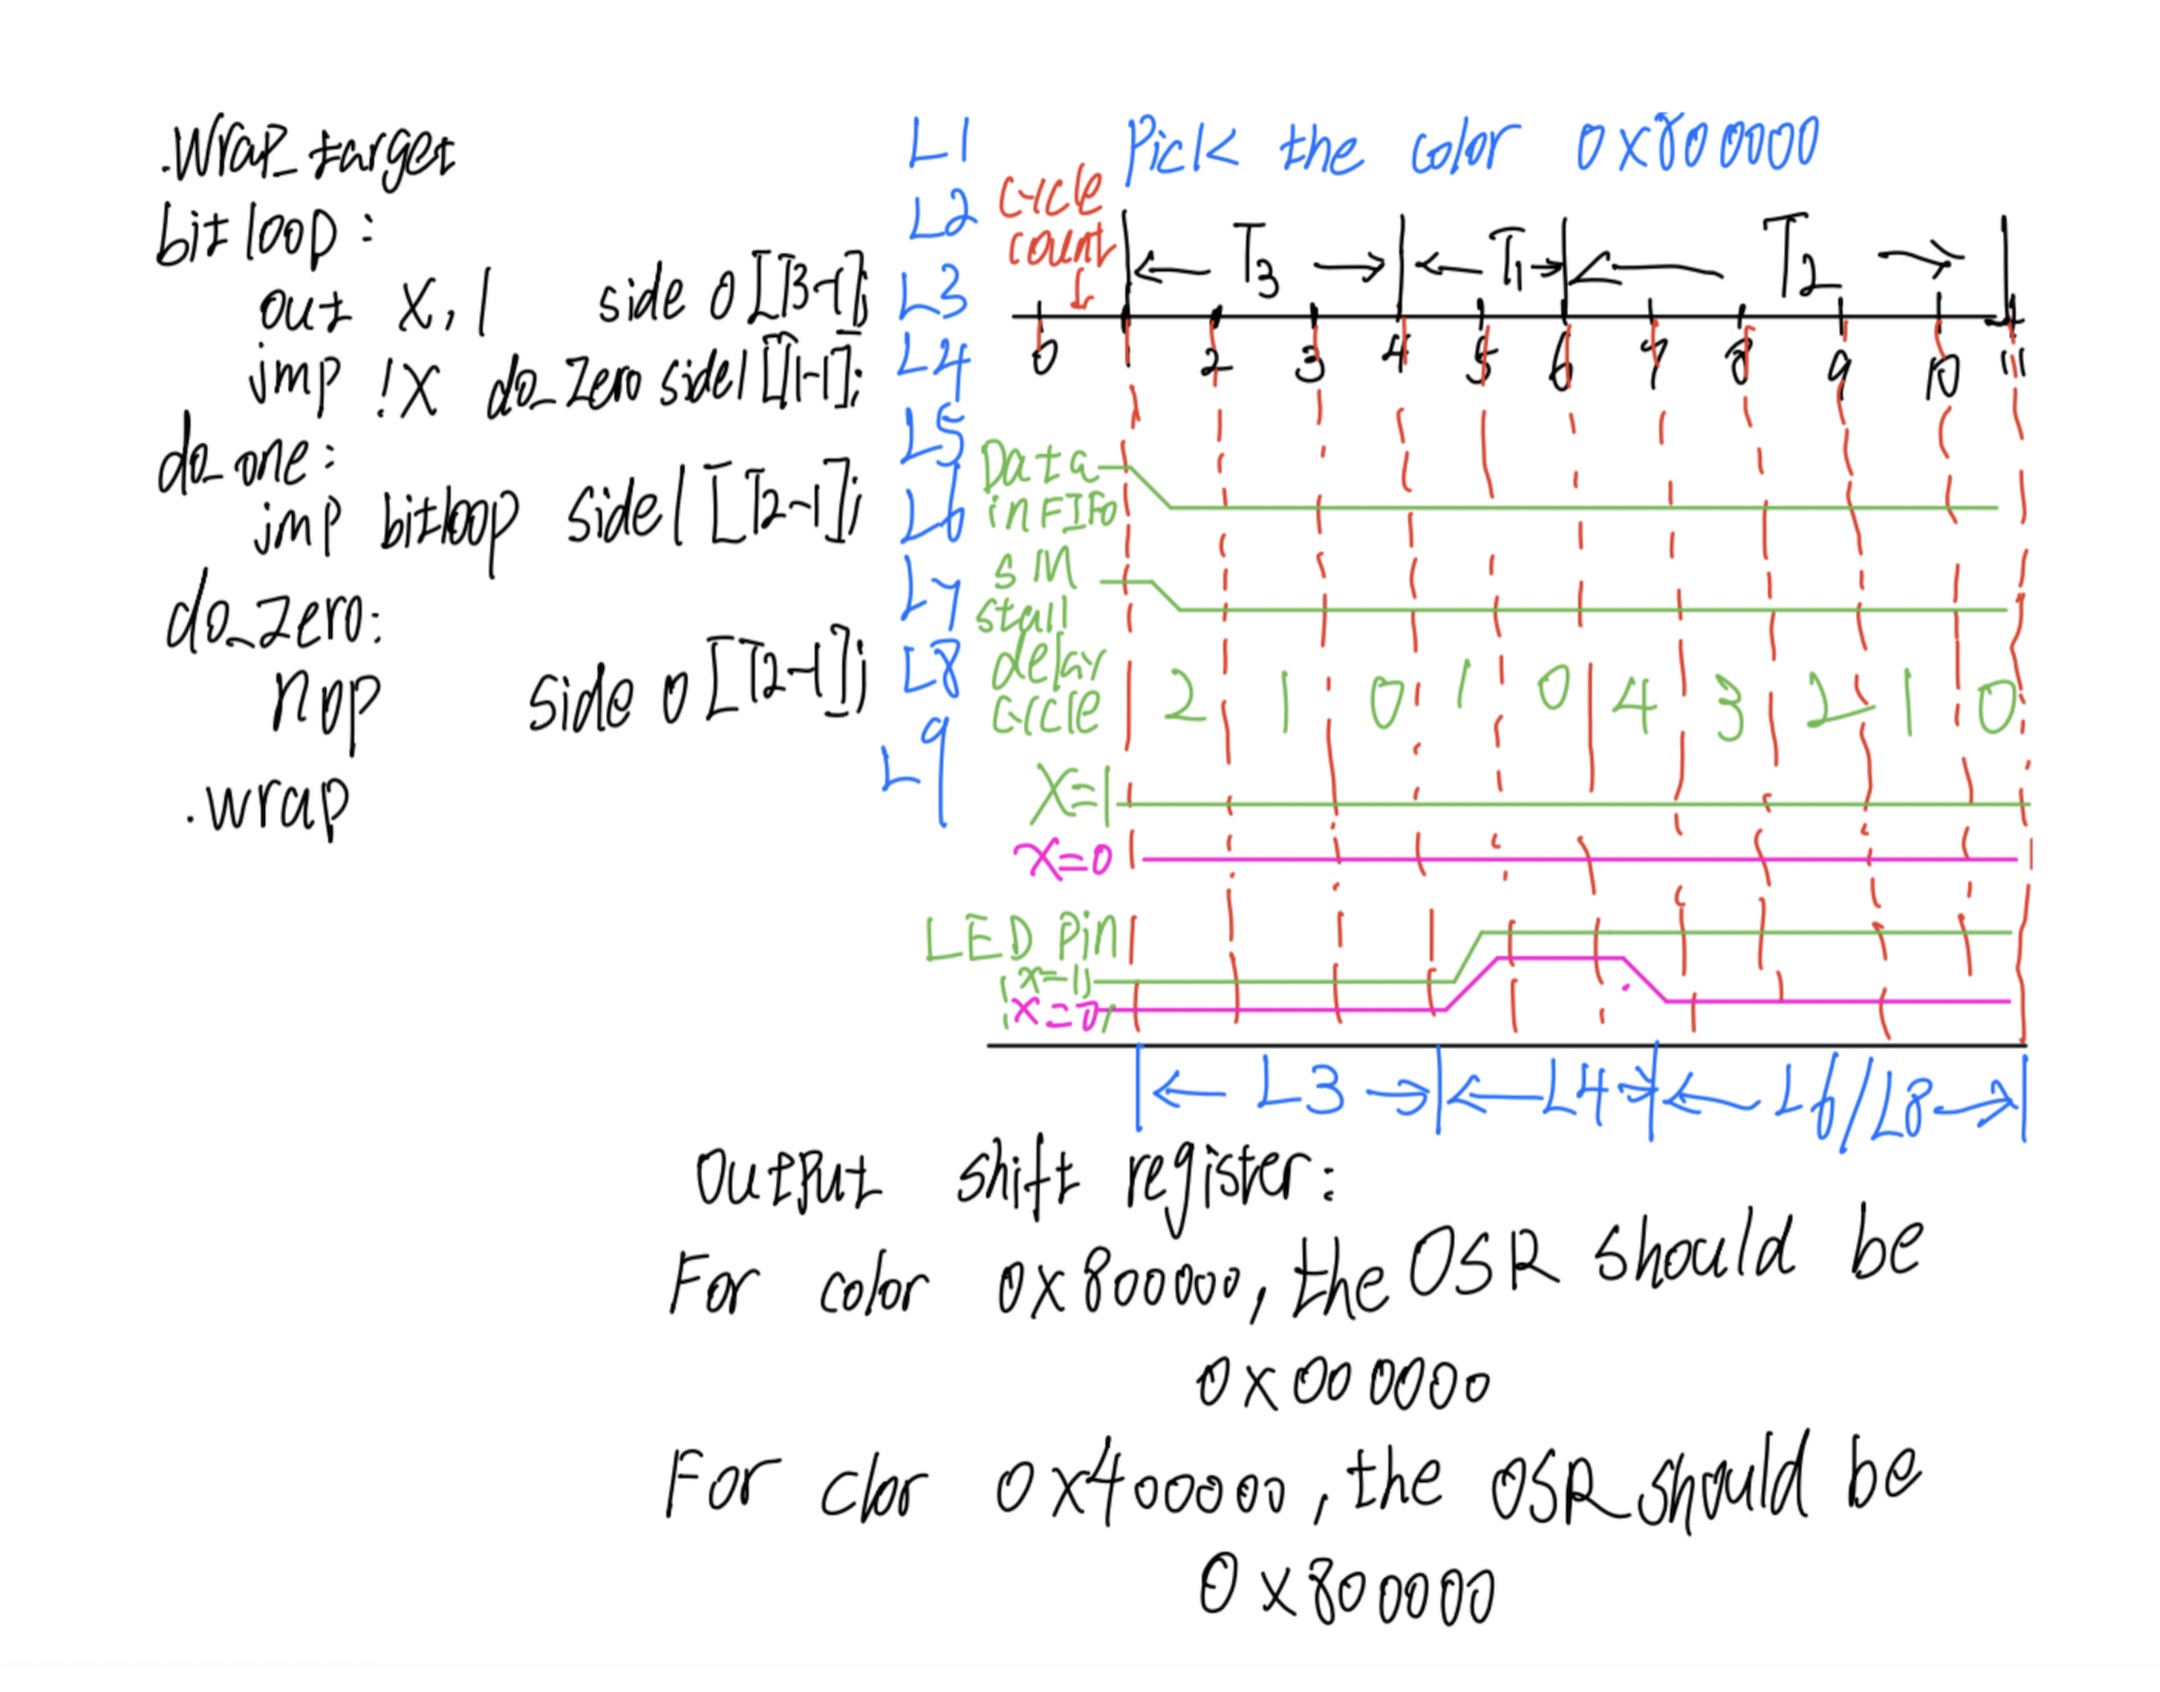 .wrap_target
bitloop:
out x,1 side 0[T3-1];
jmp !x do_zero side1[T1-1];
do_one:
jmp bitloop side1[T2-1];
do_zero:
nop side 0[T2-1];
.wrap
L1
L2
L3
L4
L5
L6
L7
L8
L9
Pick the color 0x800000
cycle
count
T3 T1 T2
0 1 2 3 4 5 6 7 8 9 10 11
Data
in FIFO
SM
stall
delay
cycle
2 1 0 1 0 4 3 2 1 0
X=1
x=0
LED Pin
(x=1)
(x=0)
L3 L4 L6/L8
Output shift register:
For color 0x800000, the OSR should be
0x000000
For clor 0x400000, the OSR should be
0x800000